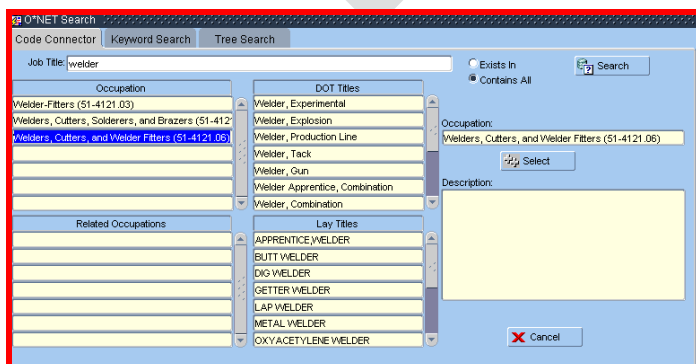 O*NET Search
Code Connector Keyword Search Tree Search
Job Title: welder
Exists In
Contains All
Search
Occupation
Welder-Fitters (51-4121.03)
Welders, Cutters, Solderers, and Brazers (51-412
Welders, Cutters, and Welder Fitters (51-4121.06)
DOT Titles
Welder, Experimental
Welder, Explosion
Welder, Production Line
Welder, Tack
Welder, Gun
Welder Apprentice, Combination
Welder, Combination
Occupation:
Welders, Cutters, and Welder Fitters (51-4121.06)
Select
Description:
Related Occupations
Lay Titles
APPRENTICE,WELDER
BUTT WELDER
DIG WELDER
GETTER WELDER
LAP WELDER
METAL WELDER
OXYACETYLENE WELDER
Cancel